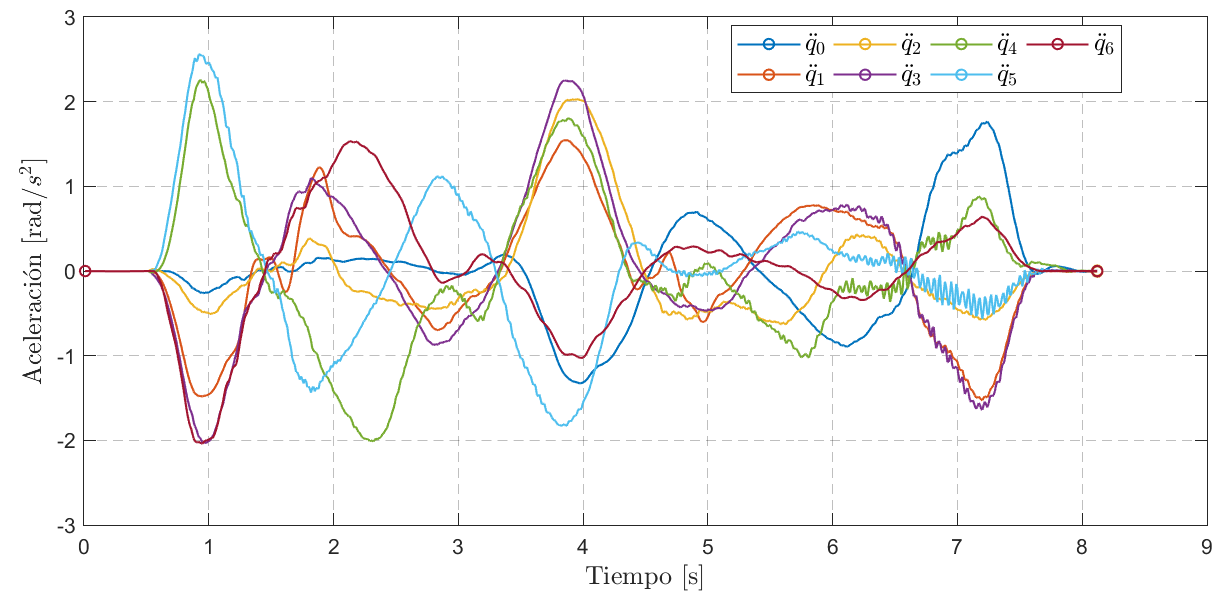 3
2
1
0
-1
-2
-3
Aceleración [rad/s²]
q̈₀ q̈₂ q̈₄ q̈₆
q̈₁ q̈₃ q̈₅
0 1 2 3 4 5 6 7 8 9
Tiempo [s]